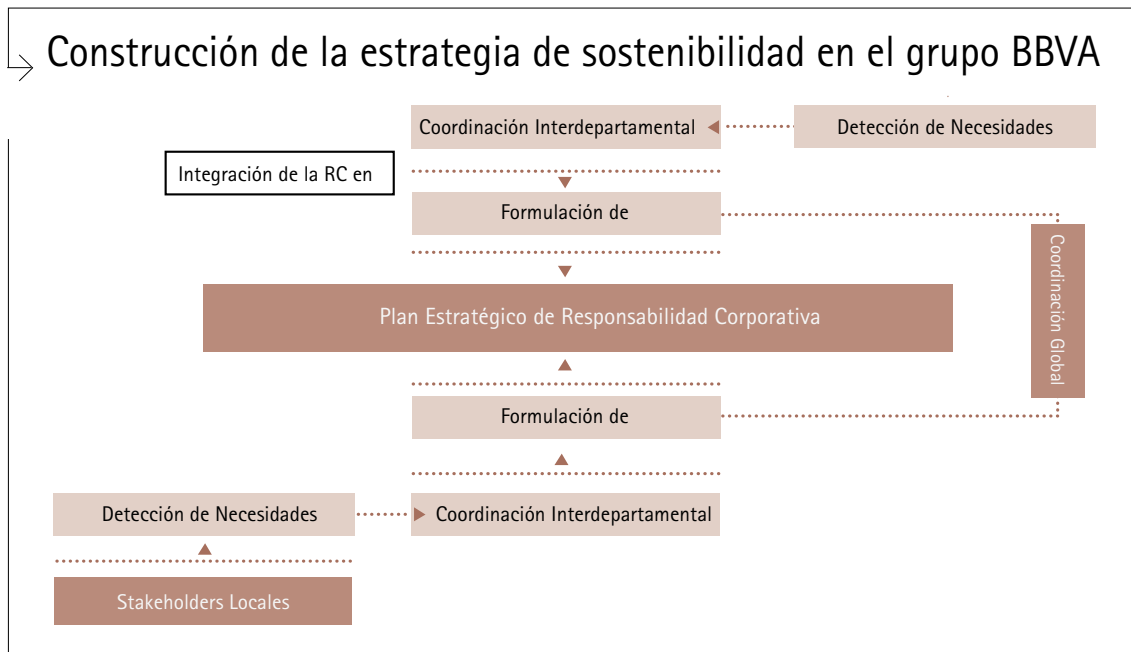 Construcción de la estrategia de sostenibilidad en el grupo BBVA
Coordinación Interdepartamental
Detección de Necesidades
Integración de la RC en
Formulación de
Coordinación Global
Plan Estratégico de Responsabilidad Corporativa
Formulación de
Detección de Necesidades
Coordinación Interdepartamental
Stakeholders Locales